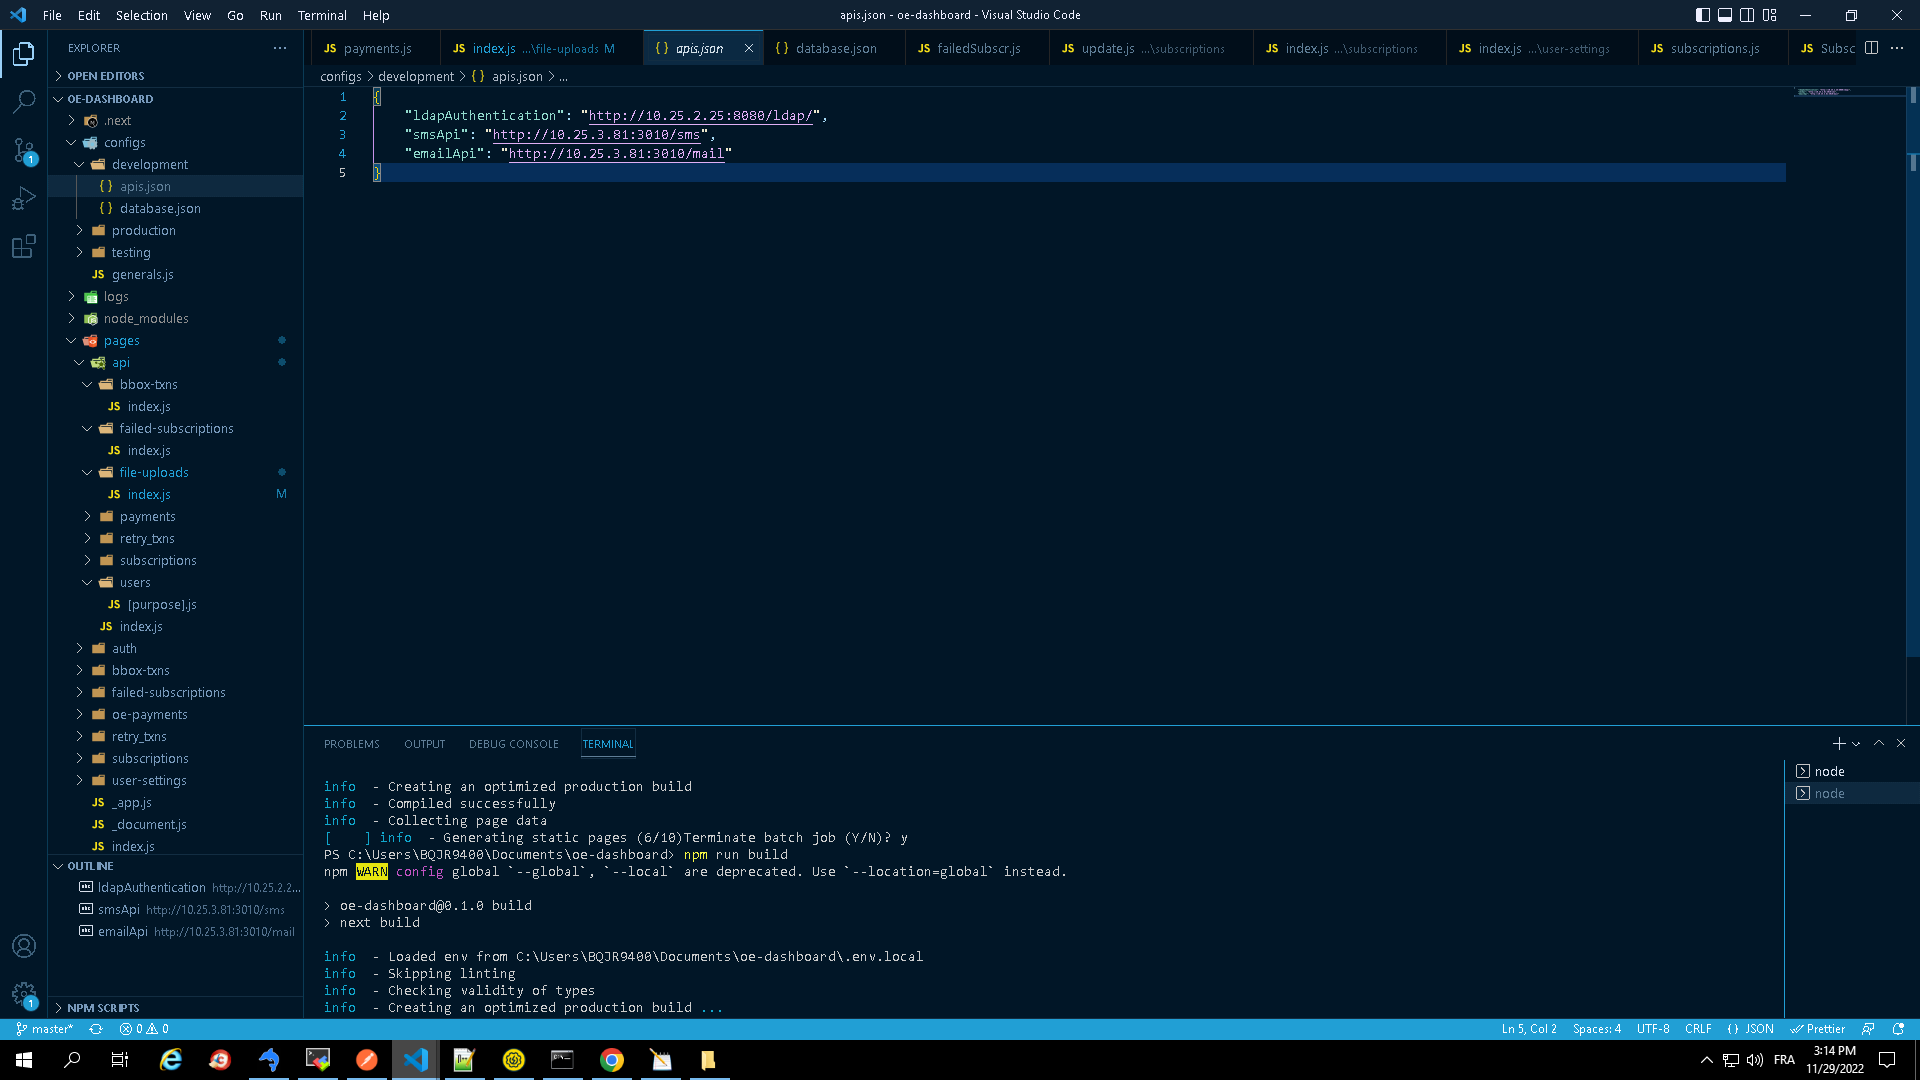 File Edit Selection View Go Run Terminal Help
apis.json - oe-dashboard - Visual Studio Code
EXPLORER
OPEN EDITORS
OE-DASHBOARD
.next
configs
development
apis.json
database.json
production
testing
JS generals.js
logs
node_modules
pages
api
bbox-txns
JS index.js
failed-subscriptions
JS index.js
file-uploads
JS index.js M
payments
retry_txns
subscriptions
users
JS [purpose].js
JS index.js
auth
bbox-txns
failed-subscriptions
oe-payments
retry_txns
subscriptions
user-settings
JS _app.js
JS _document.js
JS index.js
OUTLINE
ldapAuthentication http://10.25.2.2...
smsApi http://10.25.3.81:3010/sms
emailApi http://10.25.3.81:3010/mail
NPM SCRIPTS
1
1
JS payments.js
JS index.js ...\file-uploads M
{} apis.json
{} database.json
JS failedSubscr.js
JS update.js ...\subscriptions
JS index.js ...\subscriptions
JS index.js ...\user-settings
JS subscriptions.js
JS Subsc
configs > development > {} apis.json > ...
1 {
2 "ldapAuthentication": "http://10.25.2.25:8080/ldap/",
3 "smsApi": "http://10.25.3.81:3010/sms",
4 "emailApi": "http://10.25.3.81:3010/mail"
5 }
PROBLEMS OUTPUT DEBUG CONSOLE TERMINAL
node
node
info - Creating an optimized production build
info - Compiled successfully
info - Collecting page data
[    ] info - Generating static pages (6/10)Terminate batch job (Y/N)? y
PS C:\Users\BQJR9400\Documents\oe-dashboard> npm run build
npm WARN config global `--global`, `--local` are deprecated. Use `--location=global` instead.
> oe-dashboard@0.1.0 build
> next build
info - Loaded env from C:\Users\BQJR9400\Documents\oe-dashboard\.env.local
info - Skipping linting
info - Checking validity of types
info - Creating an optimized production build ...
master* 0 0
Ln 5, Col 2 Spaces: 4 UTF-8 CRLF {} JSON Prettier
FRA
3:14 PM
11/29/2022